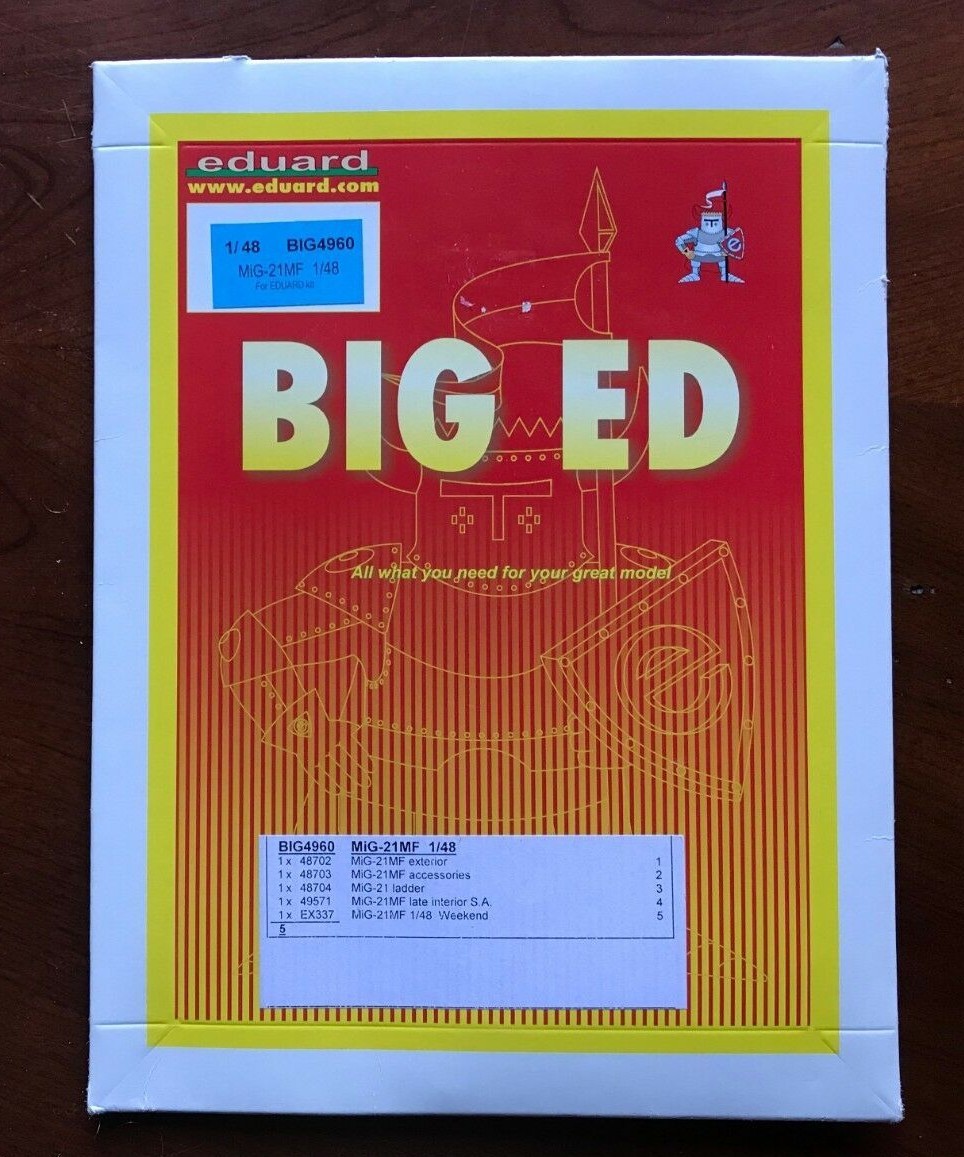 eduard
www.eduard.com
1/48 BIG4960
MiG-21MF 1/48
For EDUARD kit
e
BIG ED
All what you need for your great model
e
BIG4960 MiG-21MF 1/48
1 x 48702 MiG-21MF exterior 1
1 x 48703 MiG-21MF accessories 2
1 x 48704 MiG-21 ladder 3
1 x 49571 MiG-21MF late interior S.A. 4
1 x EX337 MiG-21MF 1/48 Weekend 5
5